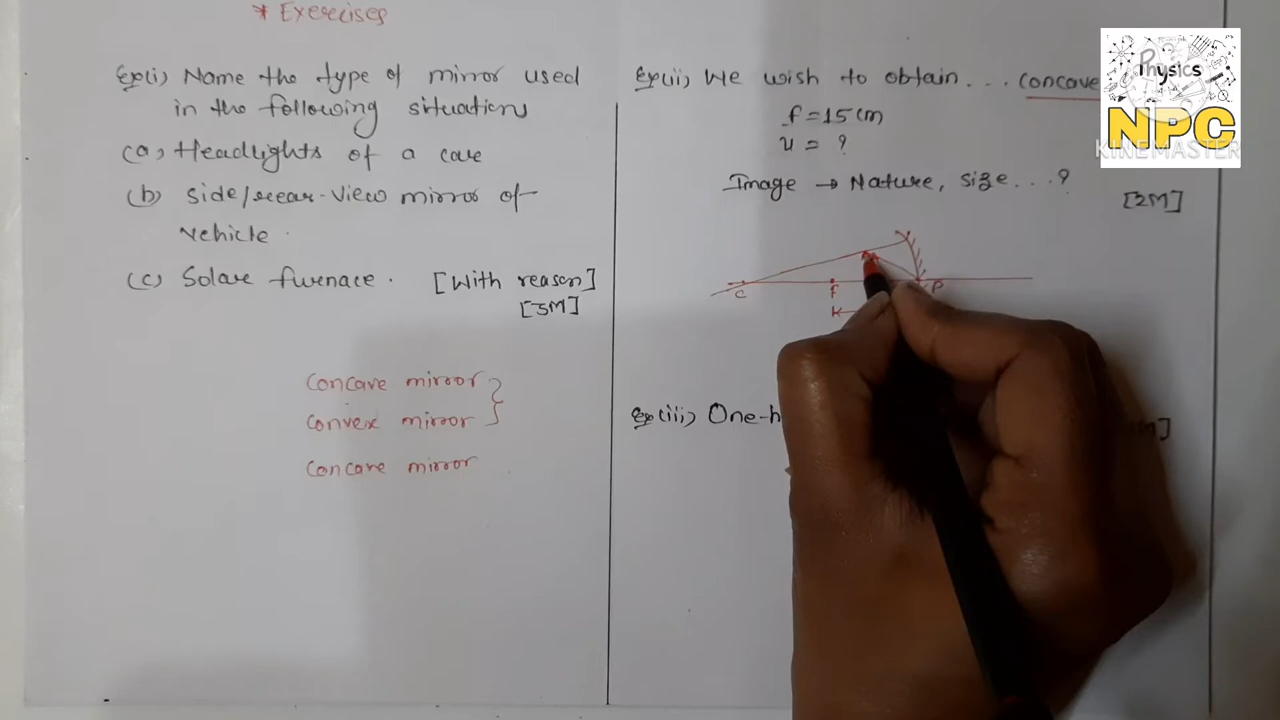 * Exercises
Ex(i) Name the type of mirror used
in the following situations
(a) Headlights of a car
(b) side/rear-view mirror of
vehicle.
(c) Solar furnace. [With reason]
[3M]
Concave mirror
Convex mirror
Concave mirror
Ex(ii) We wish to obtain... concave
f = 15 cm
u = ?
Image → Nature, size...?
[2M]
C F P
Ex(iii) One-h
M]
Physics
NPC
KINEMASTER